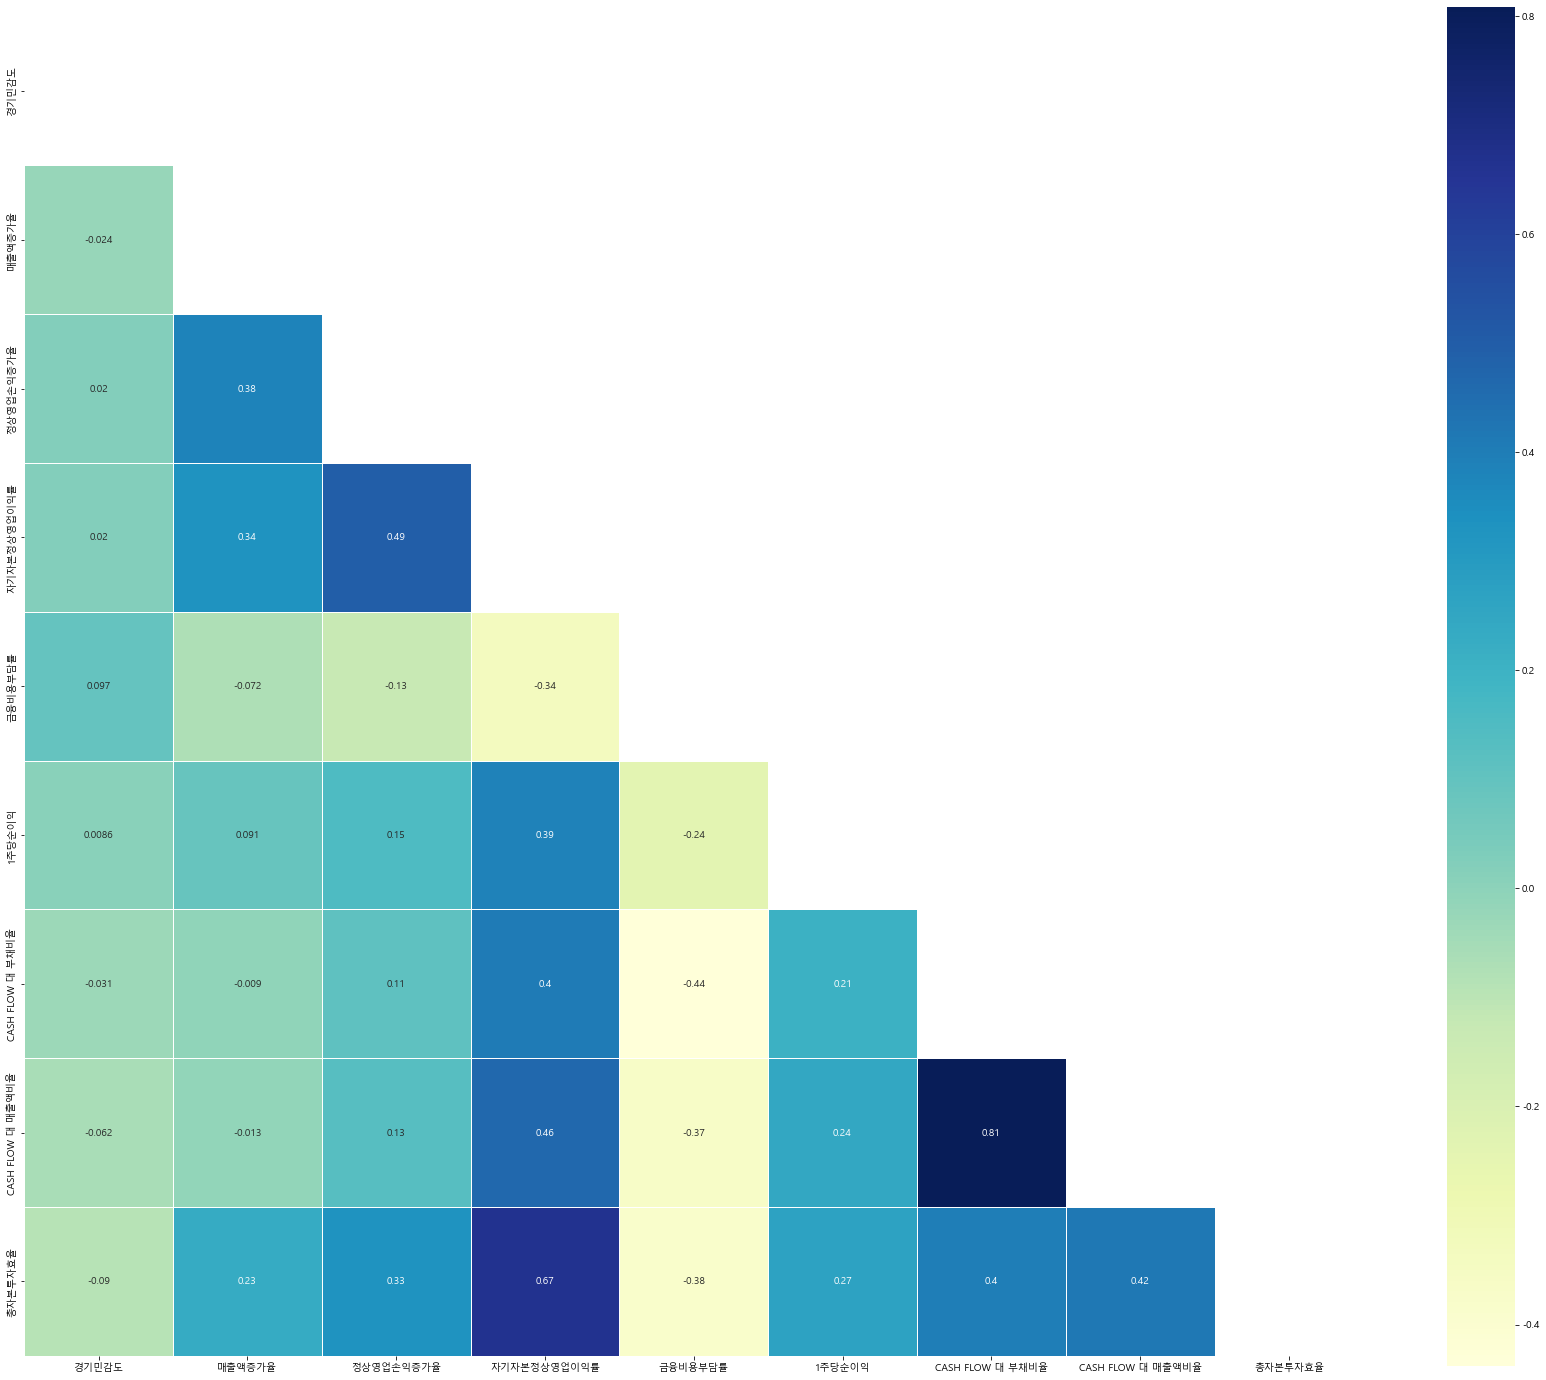 경기민감도
매출액증가율
-0.024
정상영업손익증가율
0.02 0.38
자기자본정상영업이익률
0.02 0.34 0.49
금융비용부담률
0.097 -0.072 -0.13 -0.34
1주당순이익
0.0086 0.091 0.15 0.39 -0.24
CASH FLOW 대 부채비율
-0.031 -0.009 0.11 0.4 -0.44 0.21
CASH FLOW 대 매출액비율
-0.062 -0.013 0.13 0.46 -0.37 0.24 0.81
총자본투자효율
-0.09 0.23 0.33 0.67 -0.38 0.27 0.4 0.42
경기민감도 매출액증가율 정상영업손익증가율 자기자본정상영업이익률 금융비용부담률 1주당순이익 CASH FLOW 대 부채비율 CASH FLOW 대 매출액비율 총자본투자효율
0.8
0.6
0.4
0.2
0.0
-0.2
-0.4